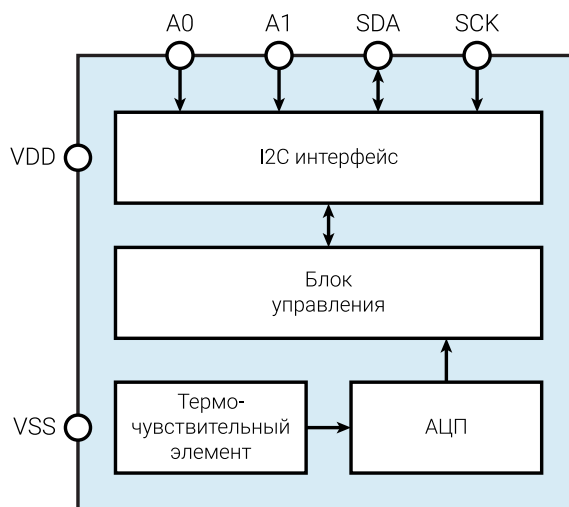 A0 A1 SDA SCK
VDD
I2C интерфейс
Блок
управления
VSS
Термо-
чувствительный
элемент
АЦП